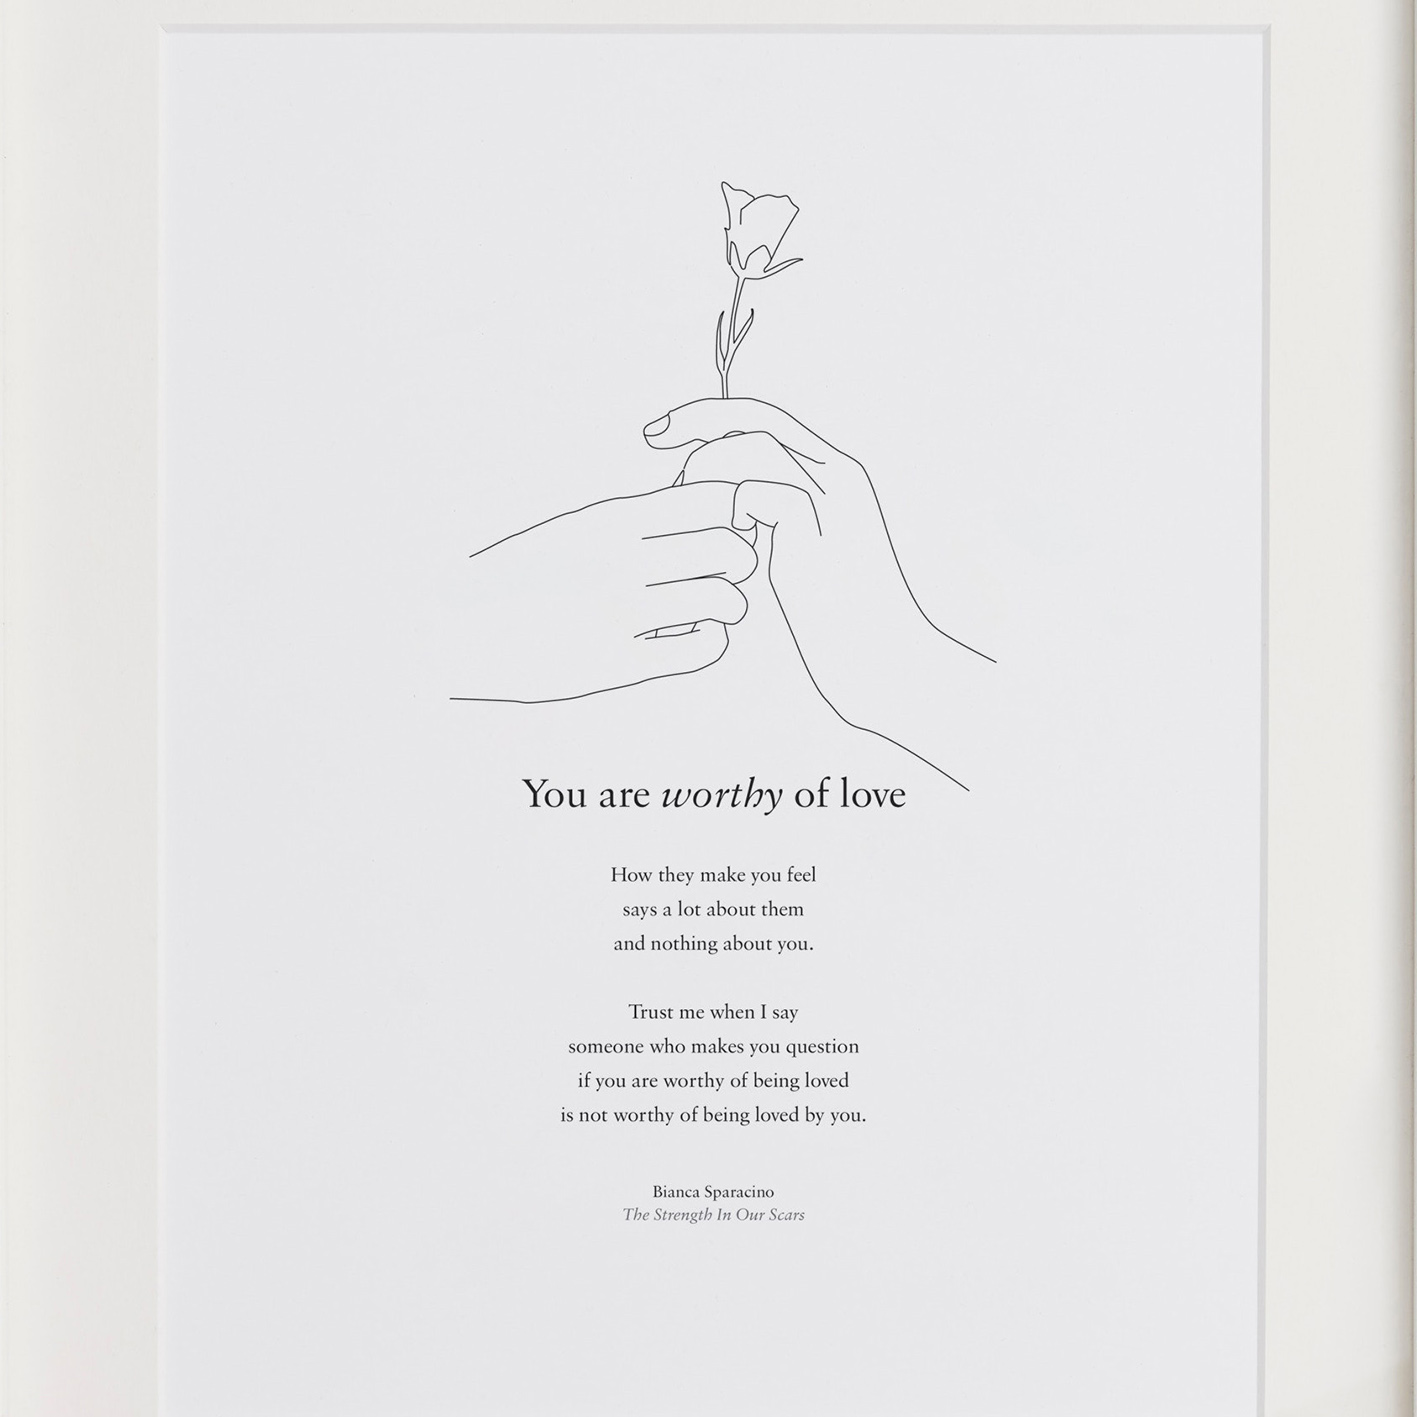 You are worthy of love
How they make you feel
says a lot about them
and nothing about you.
Trust me when I say
someone who makes you question
if you are worthy of being loved
is not worthy of being loved by you.
Bianca Sparacino
The Strength In Our Scars